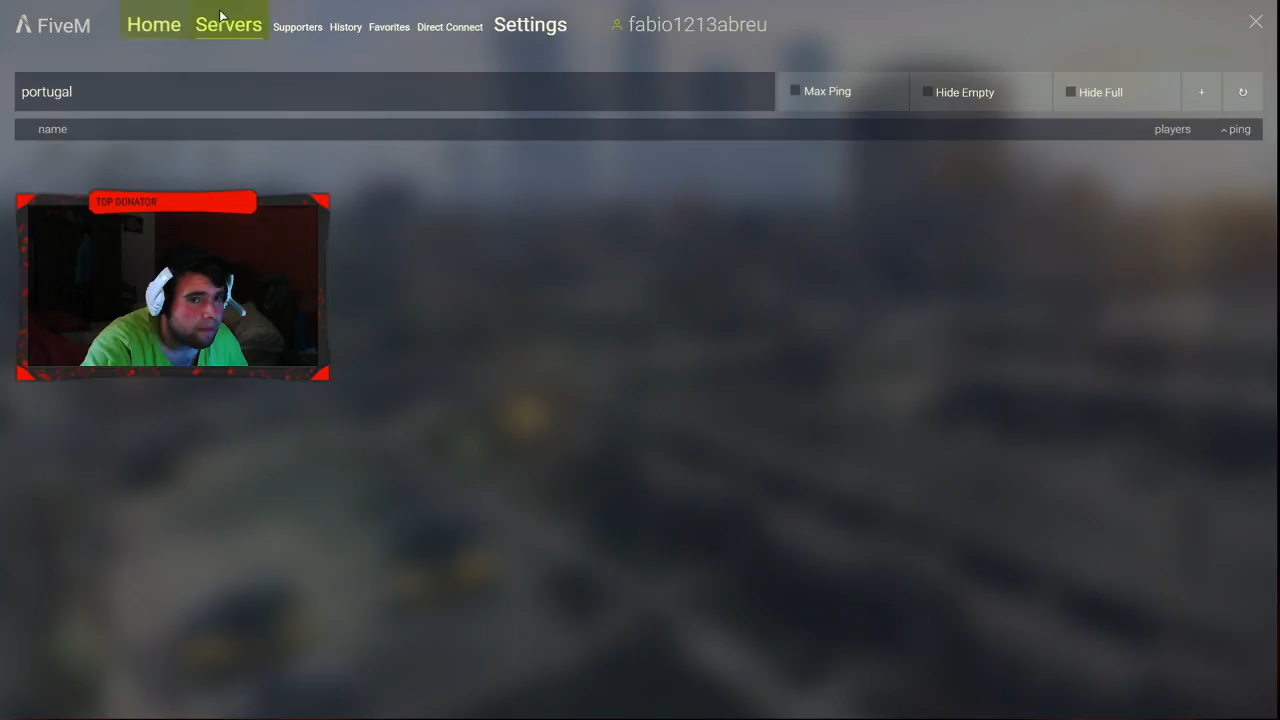 FiveM Home Servers Supporters History Favorites Direct Connect Settings fabio1213abreu
portugal Max Ping Hide Empty Hide Full +
name players ping
TOP DONATOR